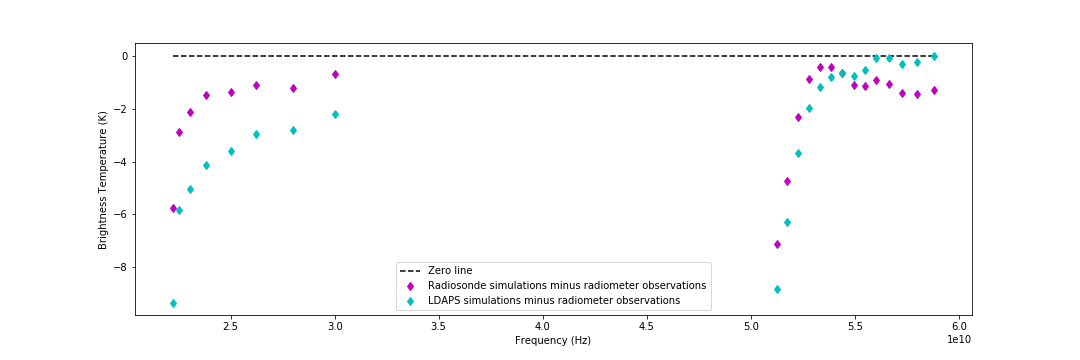 0
−2
−4
−6
−8
Brightness Temperature (K)
Zero line
Radiosonde simulations minus radiometer observations
LDAPS simulations minus radiometer observations
2.5 3.0 3.5 4.0 4.5 5.0 5.5 6.0
1e10
Frequency (Hz)